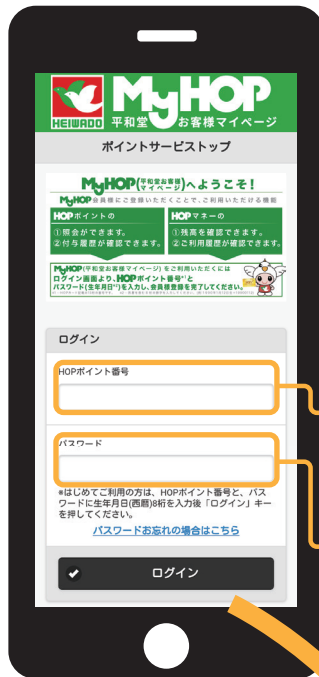 HEIWADO
MyHOP
平和堂 お客様マイページ
ポイントサービストップ
MyHOP(平和堂お客様マイページ)へようこそ!
MyHOP会員様にご登録いただくことで、ご利用いただける機能
HOPポイントの
①照会ができます。
②付与履歴が確認できます。
HOPマネーの
①残高を確認できます。
②ご利用履歴が確認できます。
MyHOP(平和堂お客様マイページ)をご利用いただくには
ログイン画面より、HOPポイント番号と
パスワード(生年月日)を入力し、会員様登録を完了してください。
ログイン
HOPポイント番号
パスワード
※はじめてご利用の方は、HOPポイント番号と、パス
ワードに生年月日(西暦)8桁を入力後「ログイン」キー
を押してください。
パスワードお忘れの場合はこちら
ログイン